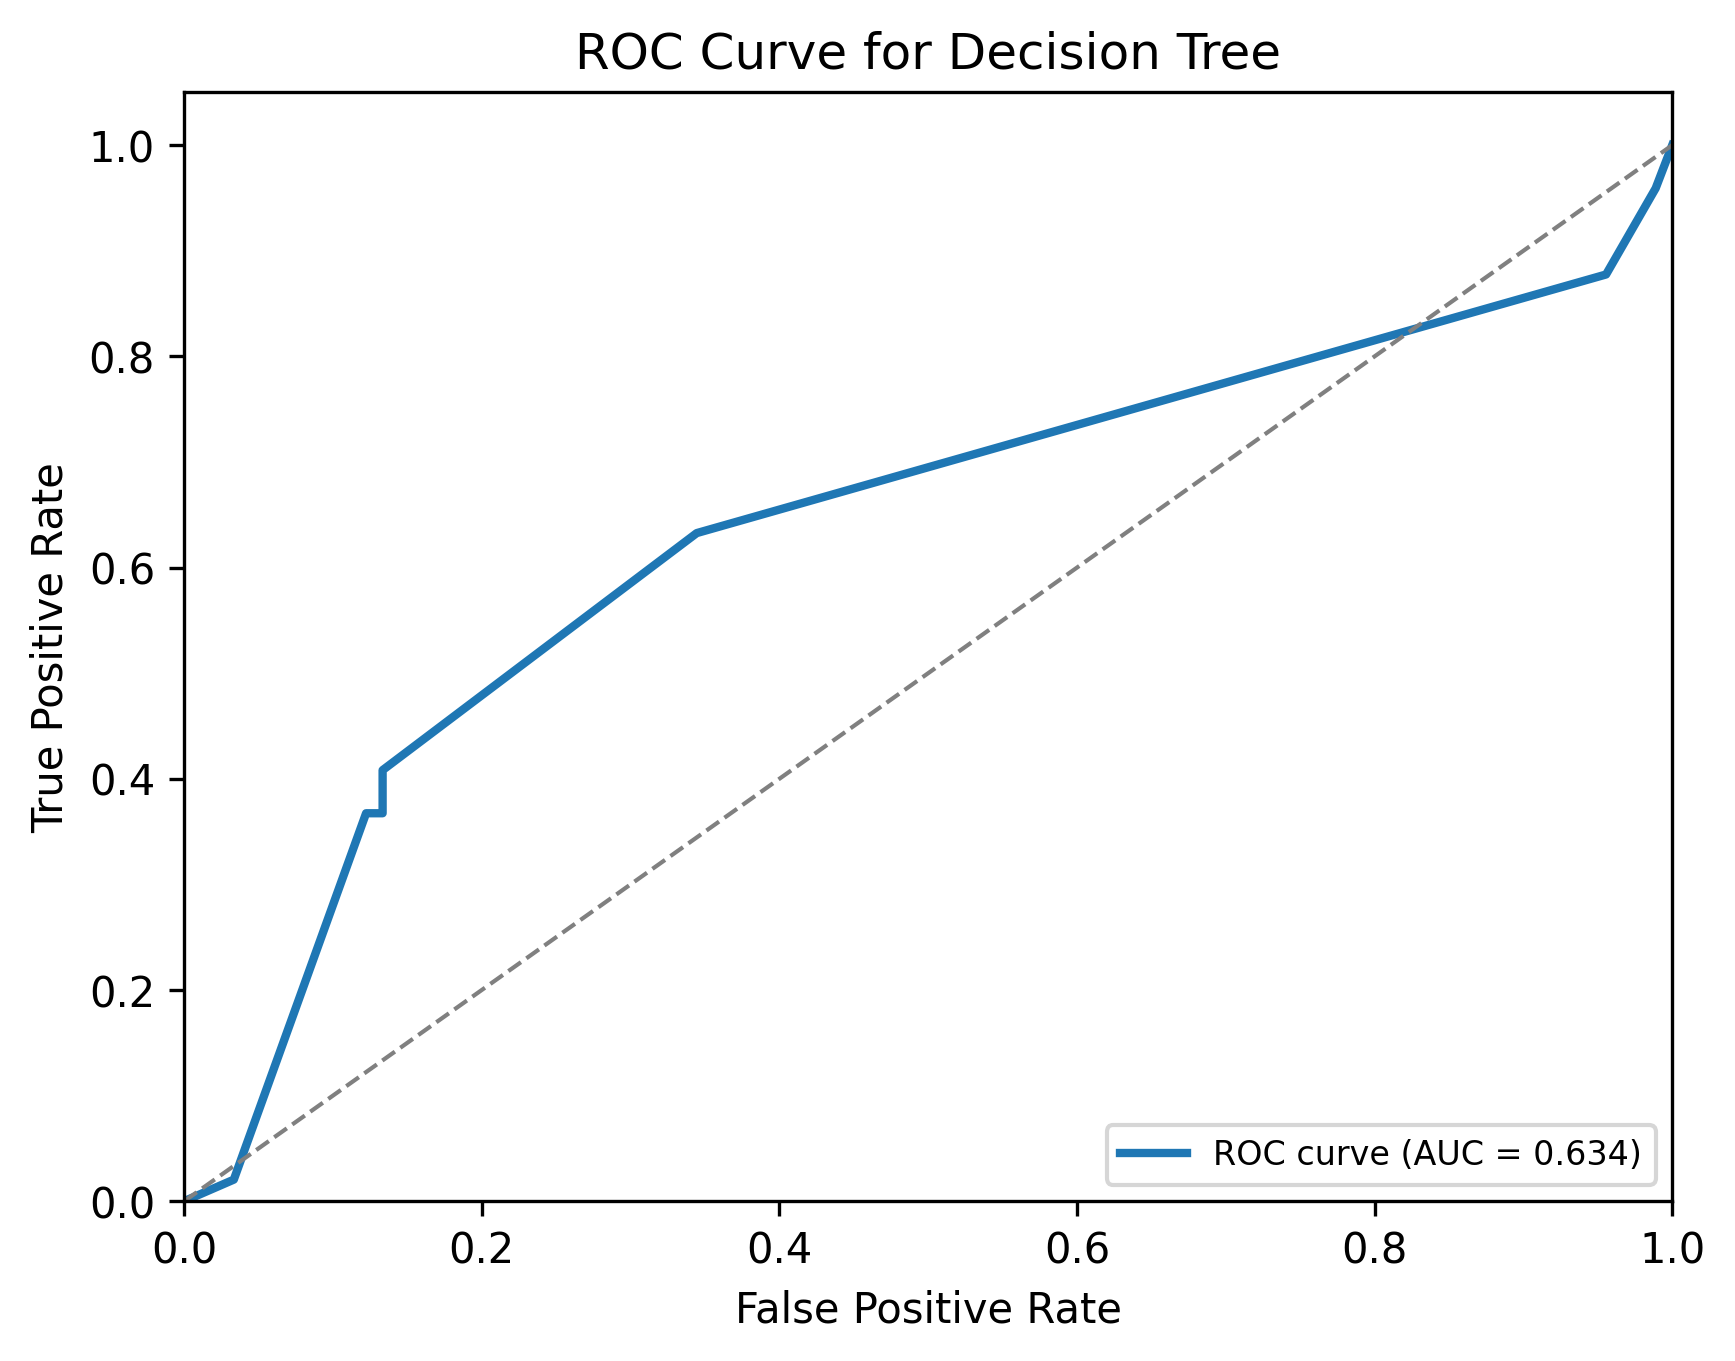 ROC Curve for Decision Tree
1.0
0.8
0.6
0.4
0.2
0.0
True Positive Rate
ROC curve (AUC = 0.634)
0.0 0.2 0.4 0.6 0.8 1.0
False Positive Rate